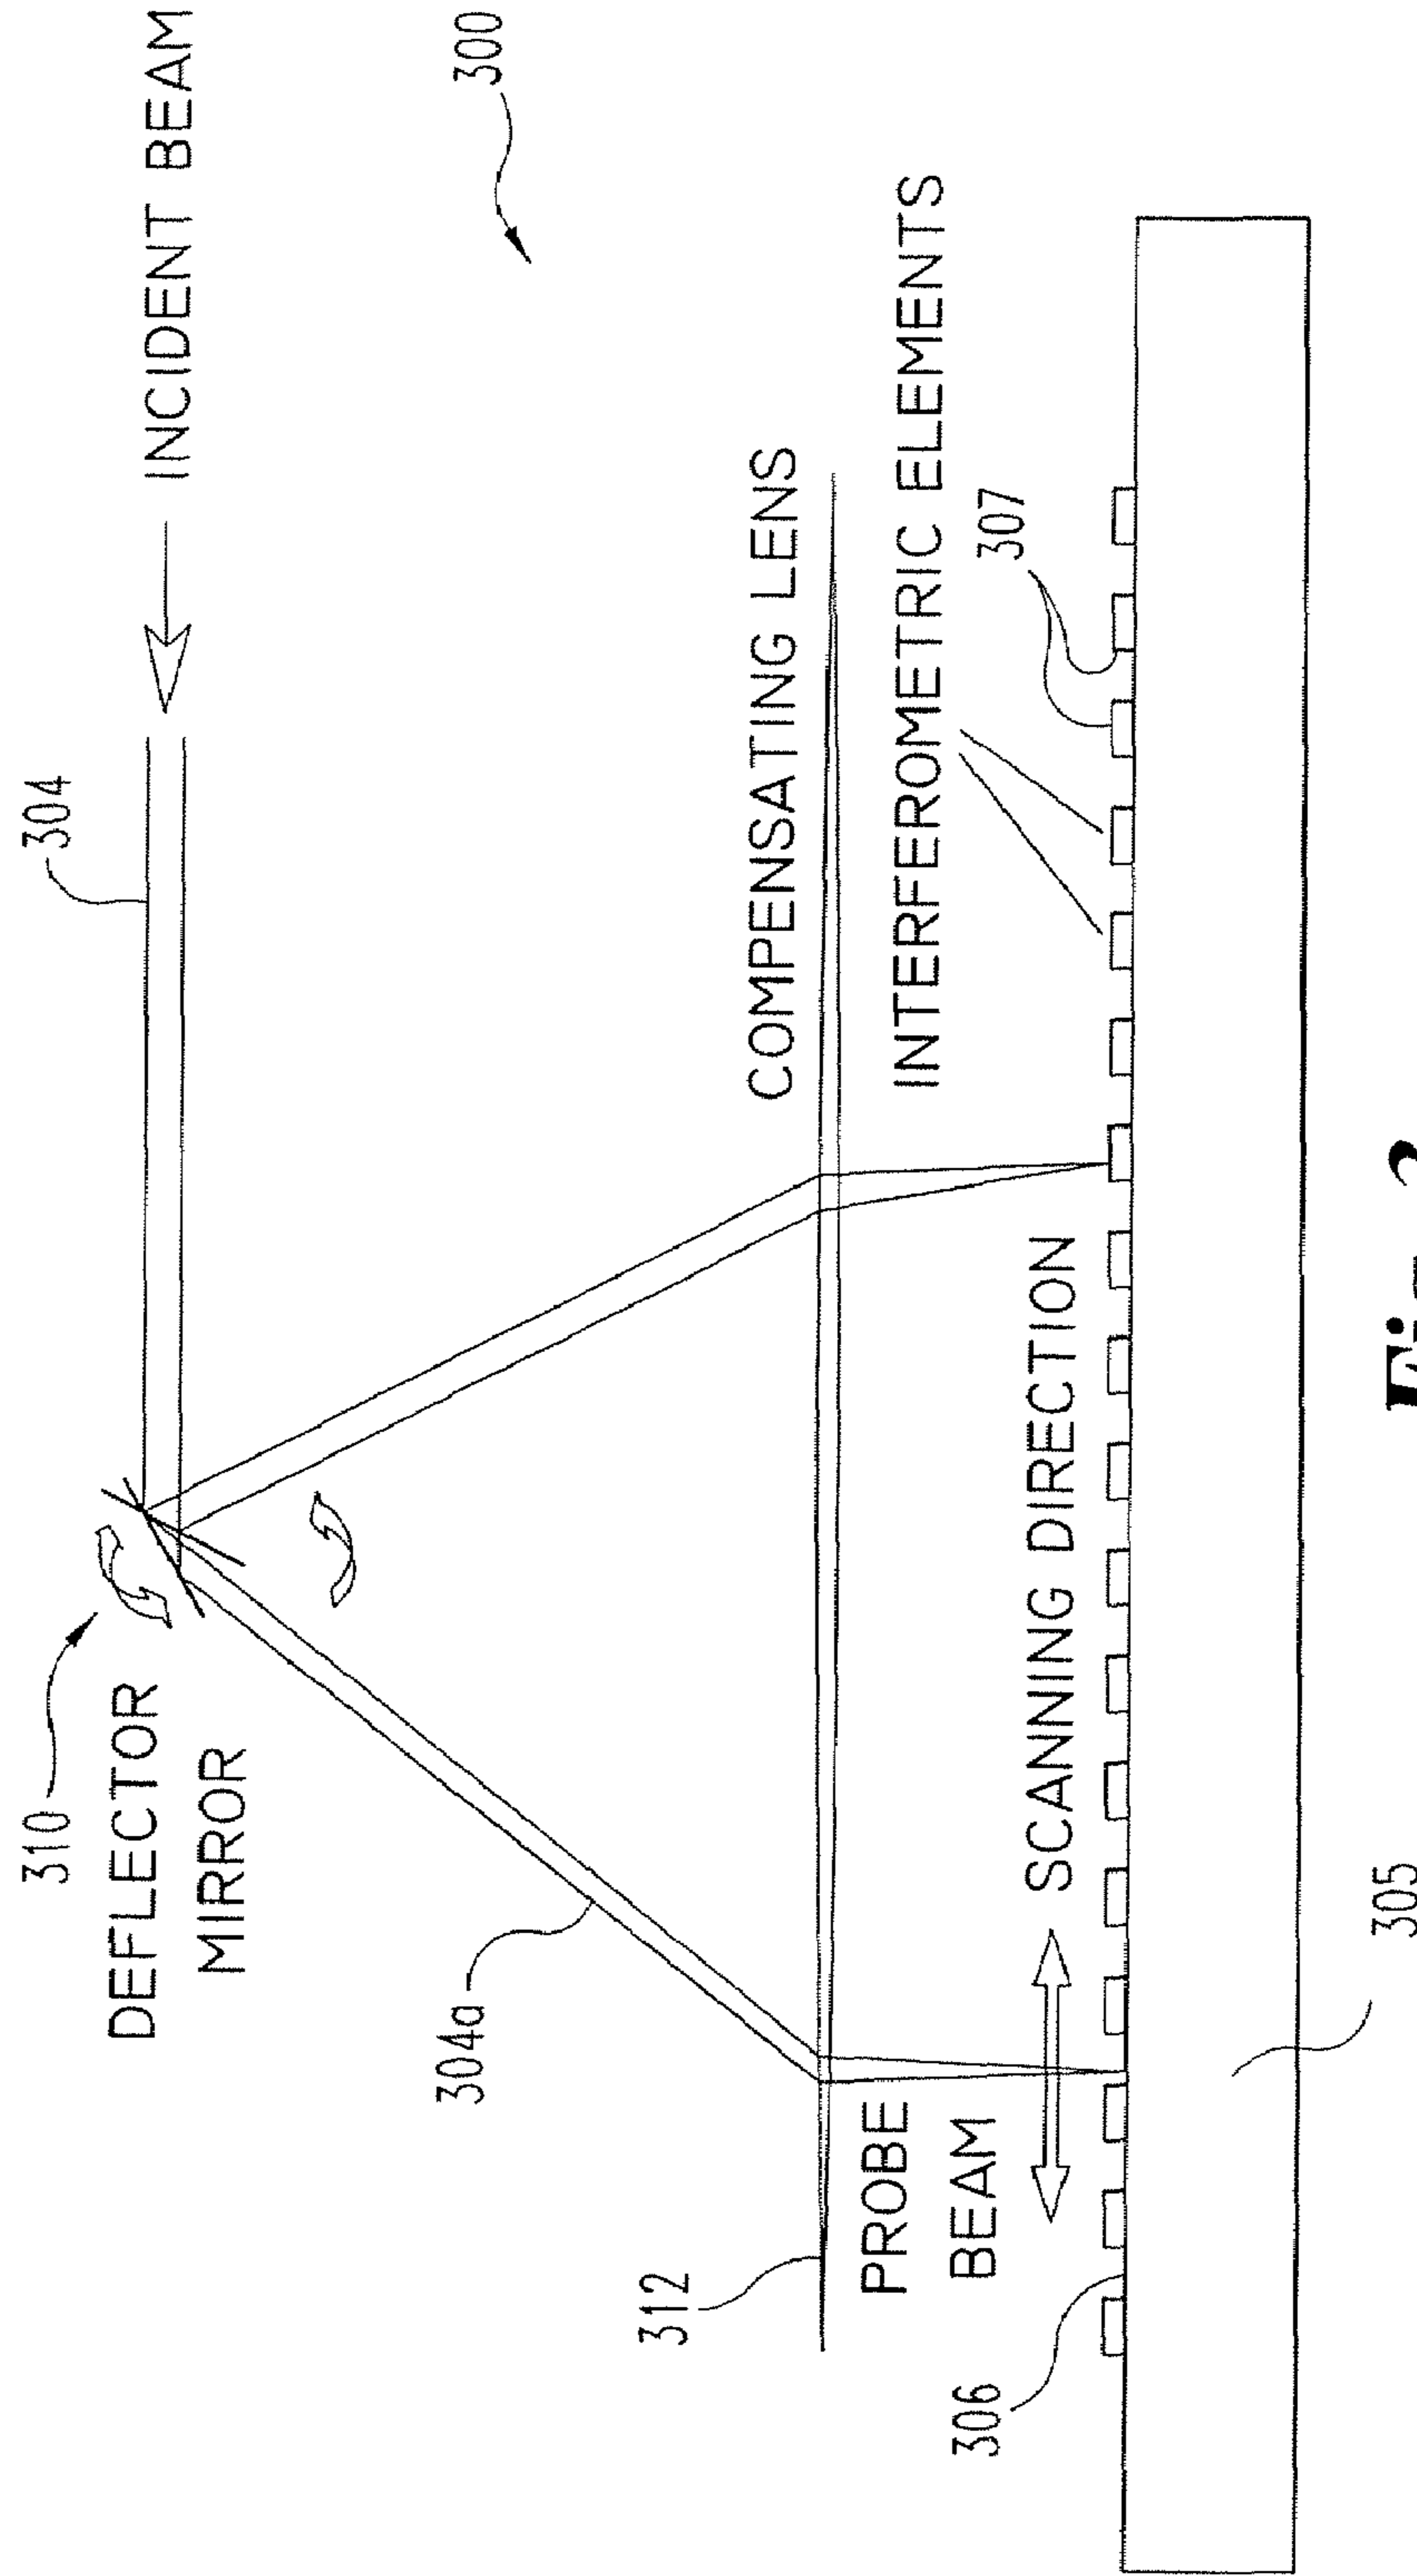 304
INCIDENT BEAM
310
DEFLECTOR
MIRROR
300
304a
312
COMPENSATING LENS
PROBE
BEAM
INTERFEROMETRIC ELEMENTS
306
SCANNING DIRECTION
307
305